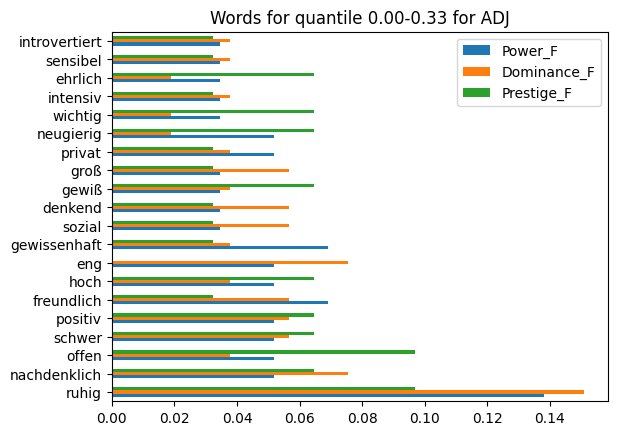 Words for quantile 0.00-0.33 for ADJ
introvertiert
sensibel
ehrlich
intensiv
wichtig
neugierig
privat
groß
gewiß
denkend
sozial
gewissenhaft
eng
hoch
freundlich
positiv
schwer
offen
nachdenklich
ruhig
Power_F
Dominance_F
Prestige_F
0.00 0.02 0.04 0.06 0.08 0.10 0.12 0.14